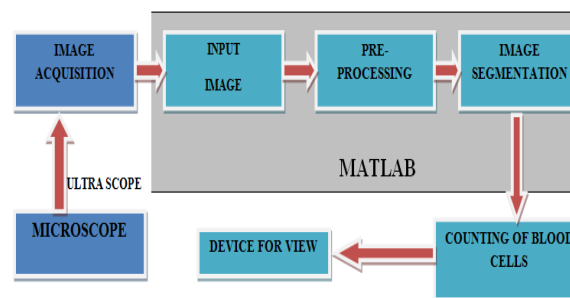 IMAGE
ACQUISITION
INPUT
IMAGE
PRE-
PROCESSING
IMAGE
SEGMENTATION
MATLAB
ULTRA SCOPE
MICROSCOPE
DEVICE FOR VIEW
COUNTING OF BLOOD
CELLS